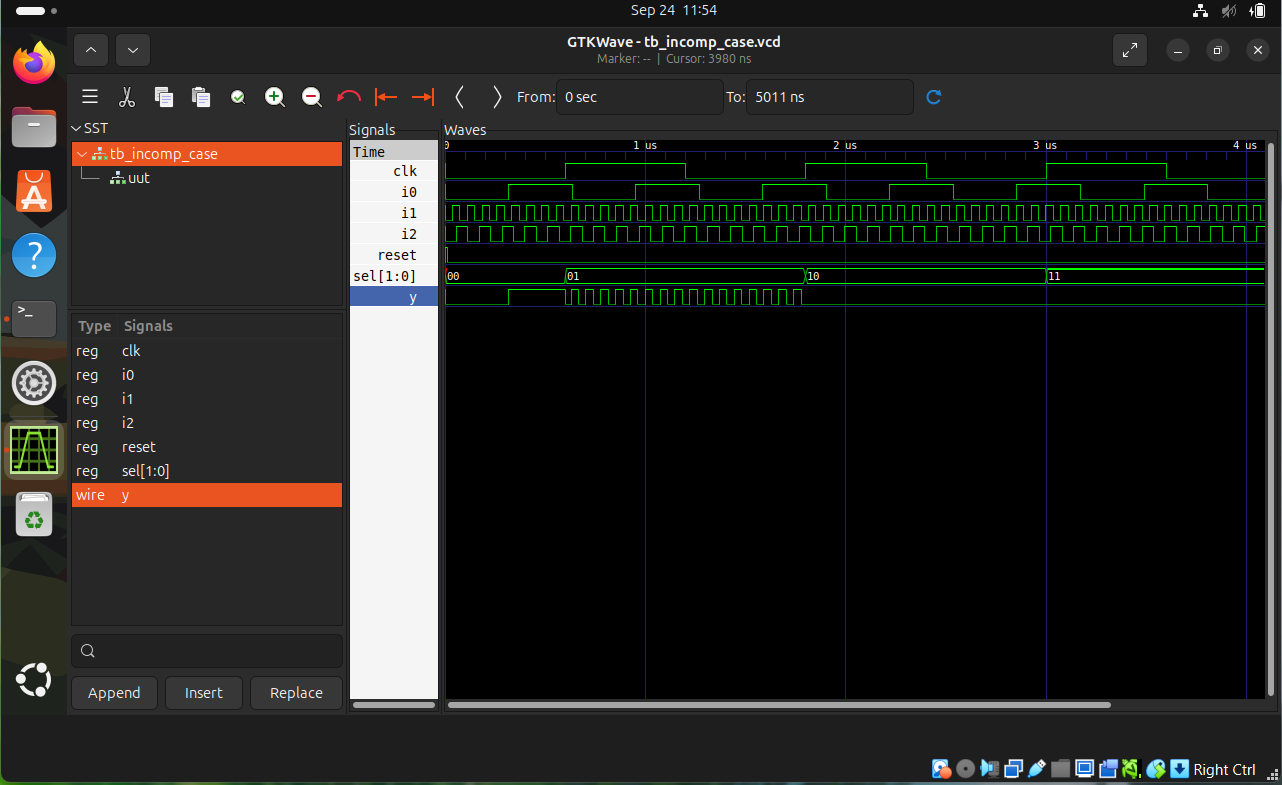 Sep 24 11:54
GTKWave - tb_incomp_case.vcd
Marker: -- | Cursor: 3980 ns
From: 0 sec To: 5011 ns
SST
tb_incomp_case
uut
Type Signals
reg clk
reg i0
reg i1
reg i2
reg reset
reg sel[1:0]
wire y
Append Insert Replace
Signals
Time
clk
i0
i1
i2
reset
sel[1:0]
y
Waves
0 1 us 2 us 3 us 4 us
00 01 10 11
>_
?
Right Ctrl